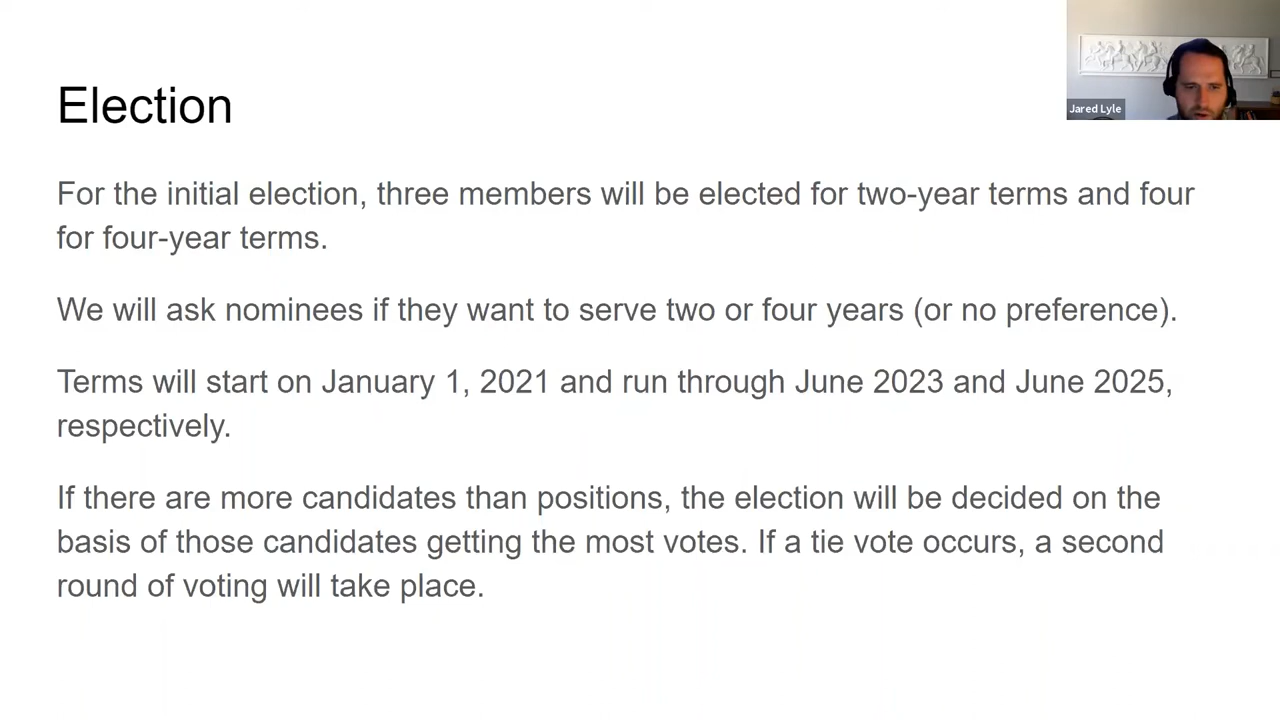 Jared Lyle
Election
For the initial election, three members will be elected for two-year terms and four
for four-year terms.
We will ask nominees if they want to serve two or four years (or no preference).
Terms will start on January 1, 2021 and run through June 2023 and June 2025,
respectively.
If there are more candidates than positions, the election will be decided on the
basis of those candidates getting the most votes. If a tie vote occurs, a second
round of voting will take place.